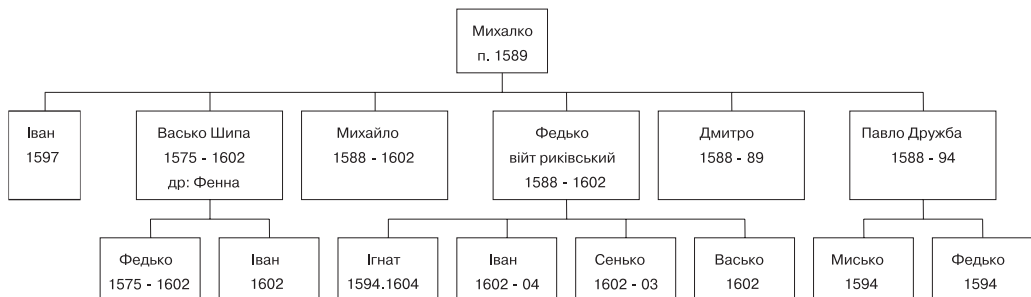 Михалко
п. 1589
Іван
1597
Васько Шипа
1575 - 1602
др: Фенна
Михайло
1588 - 1602
Федько
війт риківський
1588 - 1602
Дмитро
1588 - 89
Павло Дружба
1588 - 94
Федько
1575 - 1602
Іван
1602
Ігнат
1594.1604
Іван
1602 - 04
Сенько
1602 - 03
Васько
1602
Мисько
1594
Федько
1594